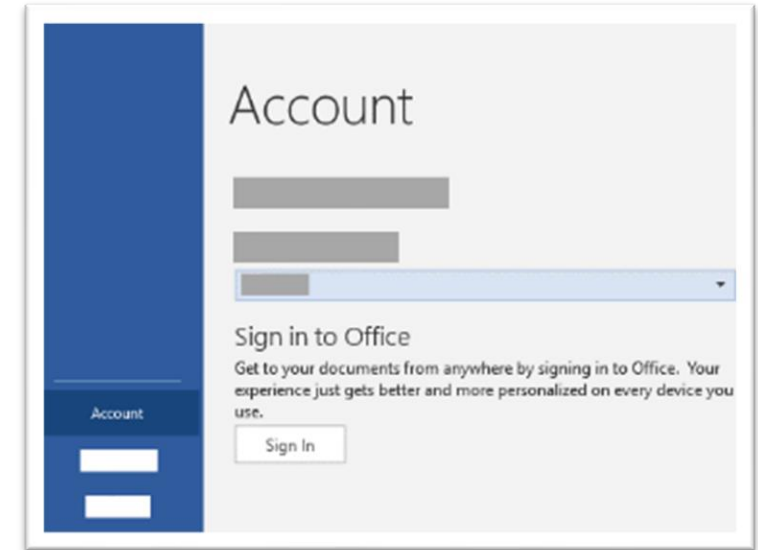 Account
Sign in to Office
Get to your documents from anywhere by signing in to Office. Your
experience just gets better and more personalized on every device you
use.
Account
Sign In